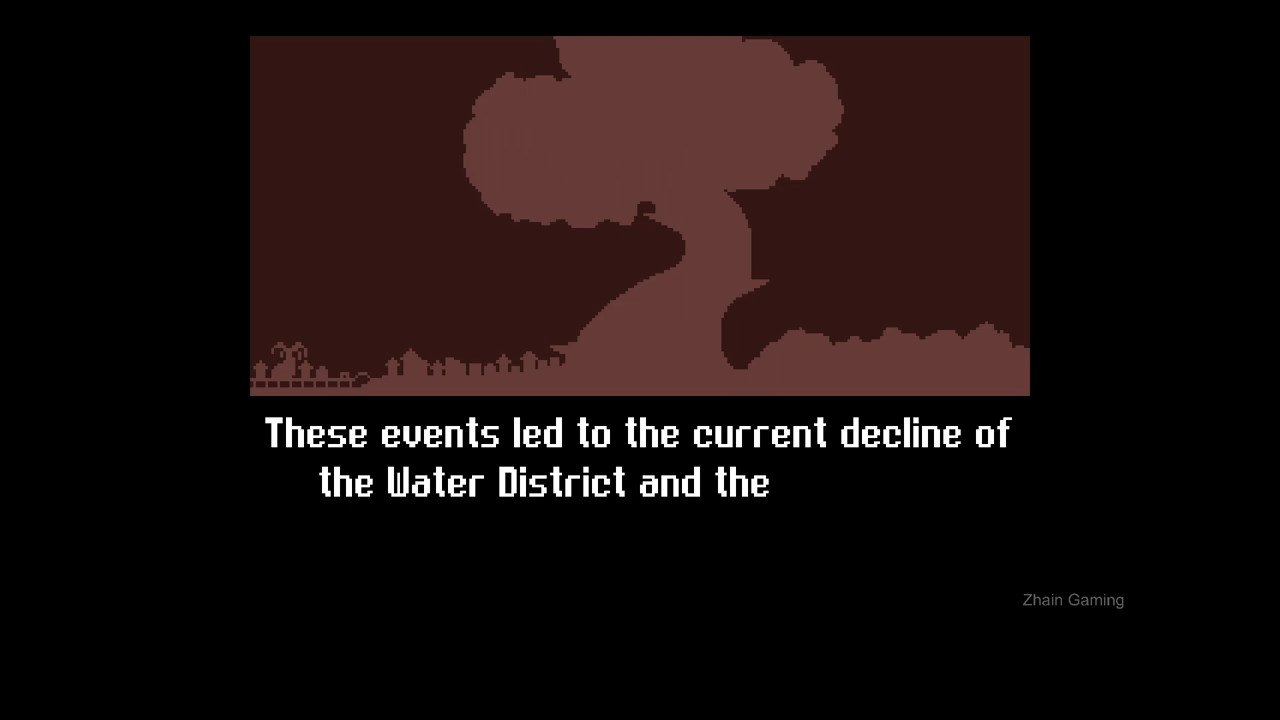 These events led to the current decline of
the Water District and the
Zhain Gaming